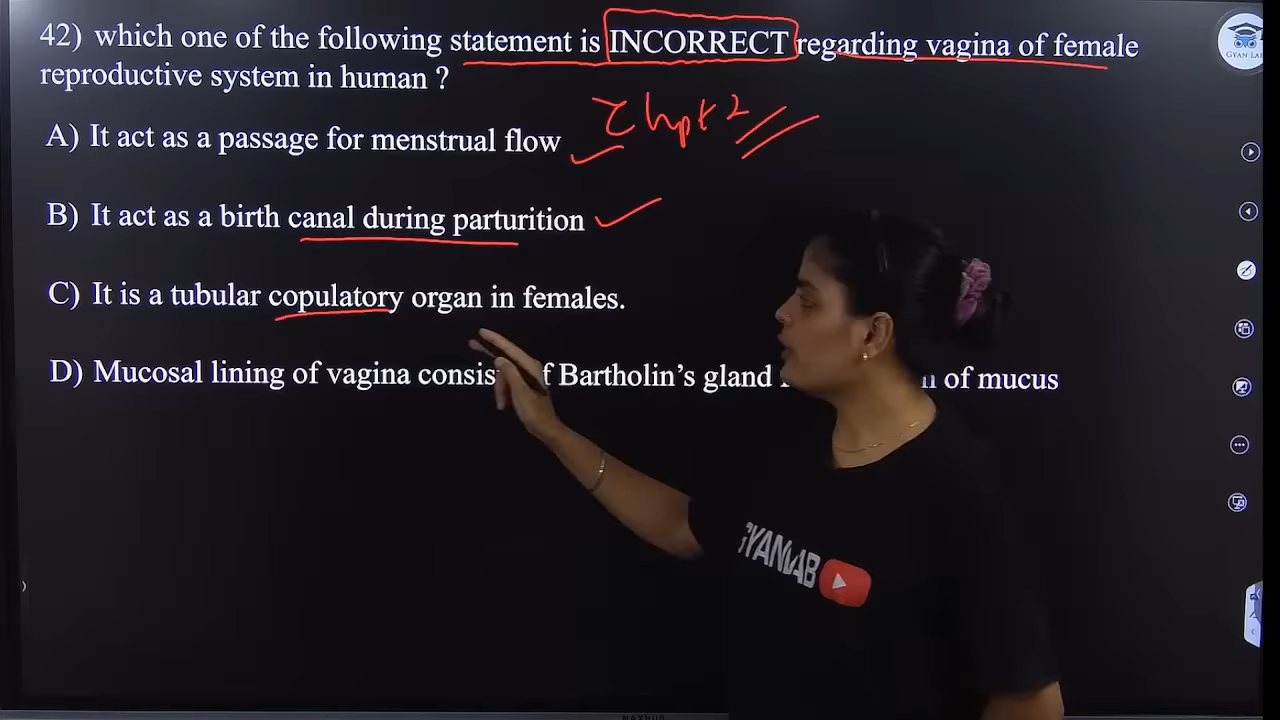 42) which one of the following statement is INCORRECT regarding vagina of female
reproductive system in human ?
Chpt 2
A) It act as a passage for menstrual flow
B) It act as a birth canal during parturition
C) It is a tubular copulatory organ in females.
D) Mucosal lining of vagina Bartholin's gland of mucus
GYAN LAB
GYANLAB